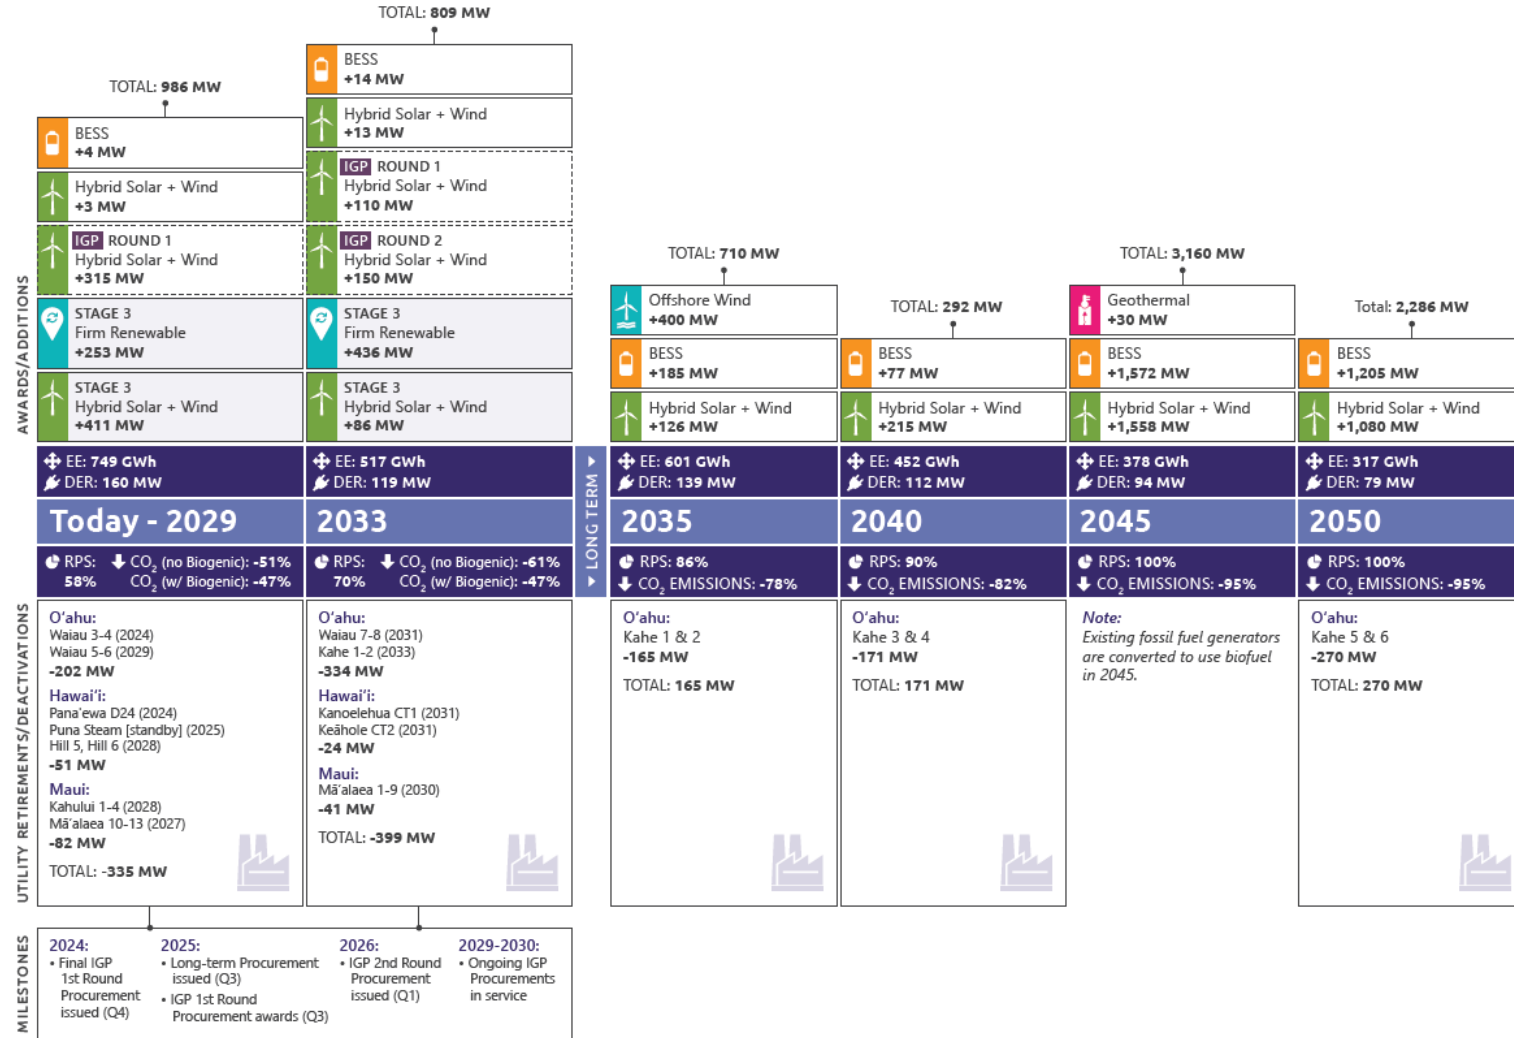 TOTAL: 986 MW
BESS
+4 MW
Hybrid Solar + Wind
+3 MW
IGP ROUND 1
Hybrid Solar + Wind
+315 MW
STAGE 3
Firm Renewable
+253 MW
STAGE 3
Hybrid Solar + Wind
+411 MW
TOTAL: 809 MW
BESS
+14 MW
Hybrid Solar + Wind
+13 MW
IGP ROUND 1
Hybrid Solar + Wind
+110 MW
IGP ROUND 2
Hybrid Solar + Wind
+150 MW
STAGE 3
Firm Renewable
+436 MW
STAGE 3
Hybrid Solar + Wind
+86 MW
TOTAL: 710 MW
Offshore Wind
+400 MW
BESS
+185 MW
Hybrid Solar + Wind
+126 MW
TOTAL: 292 MW
BESS
+77 MW
Hybrid Solar + Wind
+215 MW
TOTAL: 3,160 MW
Geothermal
+30 MW
BESS
+1,572 MW
Hybrid Solar + Wind
+1,558 MW
Total: 2,286 MW
BESS
+1,205 MW
Hybrid Solar + Wind
+1,080 MW
AWARDS/ADDITIONS
EE: 749 GWh
DER: 160 MW
EE: 517 GWh
DER: 119 MW
EE: 601 GWh
DER: 139 MW
EE: 452 GWh
DER: 112 MW
EE: 378 GWh
DER: 94 MW
EE: 317 GWh
DER: 79 MW
Today - 2029
2033
LONG TERM
2035
2040
2045
2050
RPS: 58%
CO2 (no Biogenic): -51%
CO2 (w/ Biogenic): -47%
RPS: 70%
CO2 (no Biogenic): -61%
CO2 (w/ Biogenic): -47%
RPS: 86%
CO2 EMISSIONS: -78%
RPS: 90%
CO2 EMISSIONS: -82%
RPS: 100%
CO2 EMISSIONS: -95%
RPS: 100%
CO2 EMISSIONS: -95%
UTILITY RETIREMENTS/DEACTIVATIONS
Oʻahu:
Waiau 3-4 (2024)
Waiau 5-6 (2029)
-202 MW
Hawaiʻi:
Panaʻewa D24 (2024)
Puna Steam [standby] (2025)
Hill 5, Hill 6 (2028)
-51 MW
Maui:
Kahului 1-4 (2028)
Māʻalaea 10-13 (2027)
-82 MW
TOTAL: -335 MW
Oʻahu:
Waiau 7-8 (2031)
Kahe 1-2 (2033)
-334 MW
Hawaiʻi:
Kanoelehua CT1 (2031)
Keāhole CT2 (2031)
-24 MW
Maui:
Māʻalaea 1-9 (2030)
-41 MW
TOTAL: -399 MW
Oʻahu:
Kahe 1 & 2
-165 MW
TOTAL: 165 MW
Oʻahu:
Kahe 3 & 4
-171 MW
TOTAL: 171 MW
Note:
Existing fossil fuel generators
are converted to use biofuel
in 2045.
Oʻahu:
Kahe 5 & 6
-270 MW
TOTAL: 270 MW
MILESTONES
2024:
• Final IGP
1st Round
Procurement
issued (Q4)
2025:
• Long-term Procurement
issued (Q3)
• IGP 1st Round
Procurement awards (Q3)
2026:
• IGP 2nd Round
Procurement
issued (Q1)
2029-2030:
• Ongoing IGP
Procurements
in service